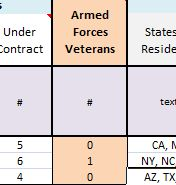 s
Under Contract
Armed Forces Veterans
States
Reside
#
#
text
5 0 CA, M
6 1 NY, NC,
4 0 AZ, TX,